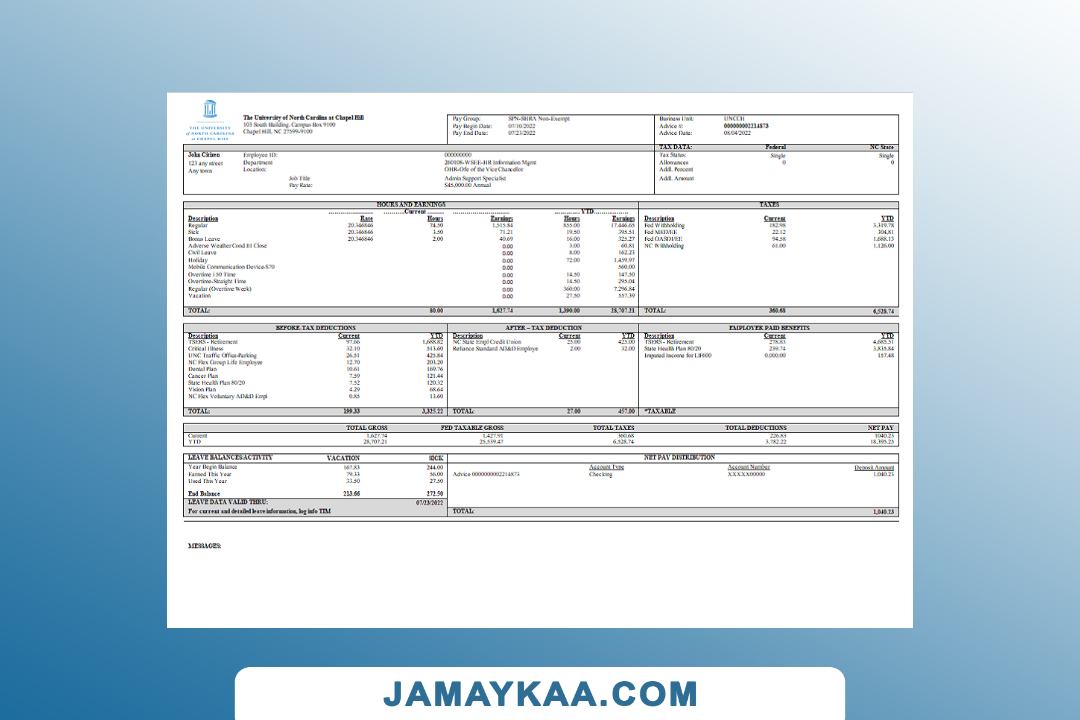 THE UNIVERSITY
of NORTH CAROLINA
at CHAPEL HILL
The University of North Carolina at Chapel Hill
103 South Building, Campus Box 9100
Chapel Hill, NC 27599-9100
Pay Group: SPN-SHRA Non-Exempt
Pay Begin Date: 07/10/2022
Pay End Date: 07/23/2022
Business Unit: UNCCH
Advice #: 000000002214873
Advice Date: 08/04/2022
John Citizen
123 any street
Any town
Employee ID: 00000000
Department
Location: OHR-Ofc of the Vice Chancellor
Job Title Admin Support Specialist
Pay Rate: $45,000.00 Annual
TAX DATA: Federal NC State
Tax Status: Single Single
Allowances 0 0
Addl. Percent
Addl. Amount
HOURS AND EARNINGS
Current YTD
Description Rate Hours Earnings Hours Earnings
Regular 20.346846 74.50 1,515.84 855.00 17,446.65
Sick 20.346846 3.50 71.21 19.50 395.51
Bonus Leave 20.346846 2.00 40.69 16.00 325.27
Adverse Weather Cond III Close 0.00 3.00 60.81
Civil Leave 0.00 8.00 162.23
Holiday 0.00 72.00 1,459.97
Mobile Communication Device-$70 0.00 560.00
Overtime 1.50 Time 0.00 14.50 147.50
Overtime-Straight Time 0.00 14.50 295.04
Regular (Overtive Week) 0.00 360.00 7,296.84
Vacation 0.00 27.50 557.39
TOTAL: 80.00 1,627.74 1,390.00 28,707.21
TAXES
Description Current YTD
Fed Withholding 182.98 3,319.78
Fed MED/EE 22.12 394.81
Fed OASDI/EE 94.58 1,688.13
NC Withholding 61.00 1,126.00
TOTAL: 360.68 6,528.74
BEFORE-TAX DEDUCTIONS
Description Current YTD
TSERS - Retirement 97.66 1,688.82
Critical Illness 32.10 513.60
UNC Traffic Office-Parking 26.51 425.84
NC Flex Group Life Employee 12.70 203.20
Dental Plan 10.61 169.76
Cancer Plan 7.59 121.44
State Health Plan 80/20 7.52 120.32
Vision Plan 4.29 68.64
NC Flex Voluntary AD&D Empl 0.85 13.60
TOTAL: 199.83 3,325.22
AFTER – TAX DEDUCTION
Description Current YTD
NC State Empl Credit Union 25.00 425.00
Reliance Standard AD&D Employe 2.00 32.00
TOTAL: 27.00 457.00
EMPLOYER PAID BENEFITS
Description Current YTD
TSERS - Retirement 278.83 4,685.51
State Health Plan 80/20 239.74 3,835.84
Imputed Income for 0.000.00 157.48
*TAXABLE
TOTAL GROSS FED TAXABLE GROSS TOTAL TAXES TOTAL DEDUCTIONS NET PAY
Current 1,627.74 1,427.91 360.68 226.83 1040.23
YTD 28,707.21 25,539.47 6,528.74 3,782.22 18,395.25
LEAVE BALANCES/ACTIVITY VACATION SICK
Year Begin Balance 167.83 244.00
Earned This Year 79.33 56.00
Used This Year 33.50 27.50
End Balance 213.66 272.50
LEAVE DATA VALID THRU: 07/23/2022
For current and detailed leave information, log info TIM
NET PAY DISTRIBUTION
Account Type Account Number Deposit Amount
Advice 0000000002214873 Checking XXXXXX00000 1,040.23
TOTAL: 1,040.23
MESSAGES:
JAMAYKAA.COM